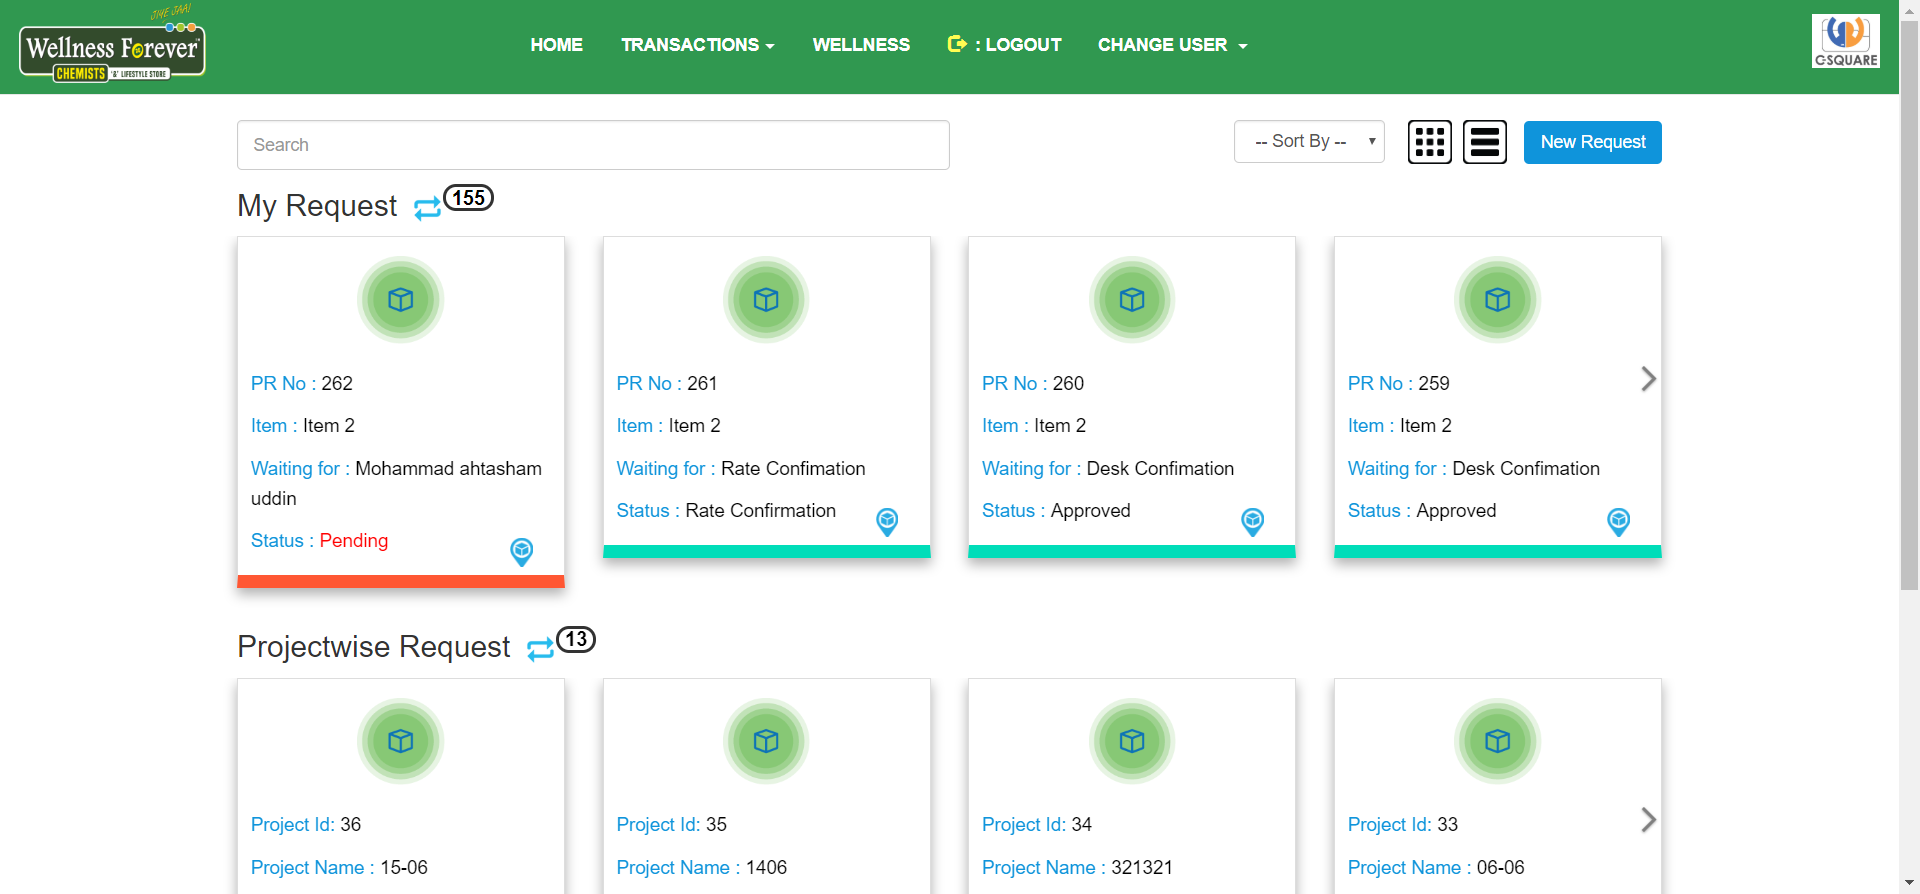 JIYE JAA!
Wellness Forever
CHEMISTS '&' LIFESTYLE STORE
HOME
TRANSACTIONS
WELLNESS
: LOGOUT
CHANGE USER
C-SQUARE
Search
-- Sort By --
New Request
My Request 155
PR No : 262
Item : Item 2
Waiting for : Mohammad ahtasham
uddin
Status : Pending
PR No : 261
Item : Item 2
Waiting for : Rate Confimation
Status : Rate Confirmation
PR No : 260
Item : Item 2
Waiting for : Desk Confimation
Status : Approved
PR No : 259
Item : Item 2
Waiting for : Desk Confimation
Status : Approved
Projectwise Request 13
Project Id: 36
Project Name : 15-06
Project Id: 35
Project Name : 1406
Project Id: 34
Project Name : 321321
Project Id: 33
Project Name : 06-06